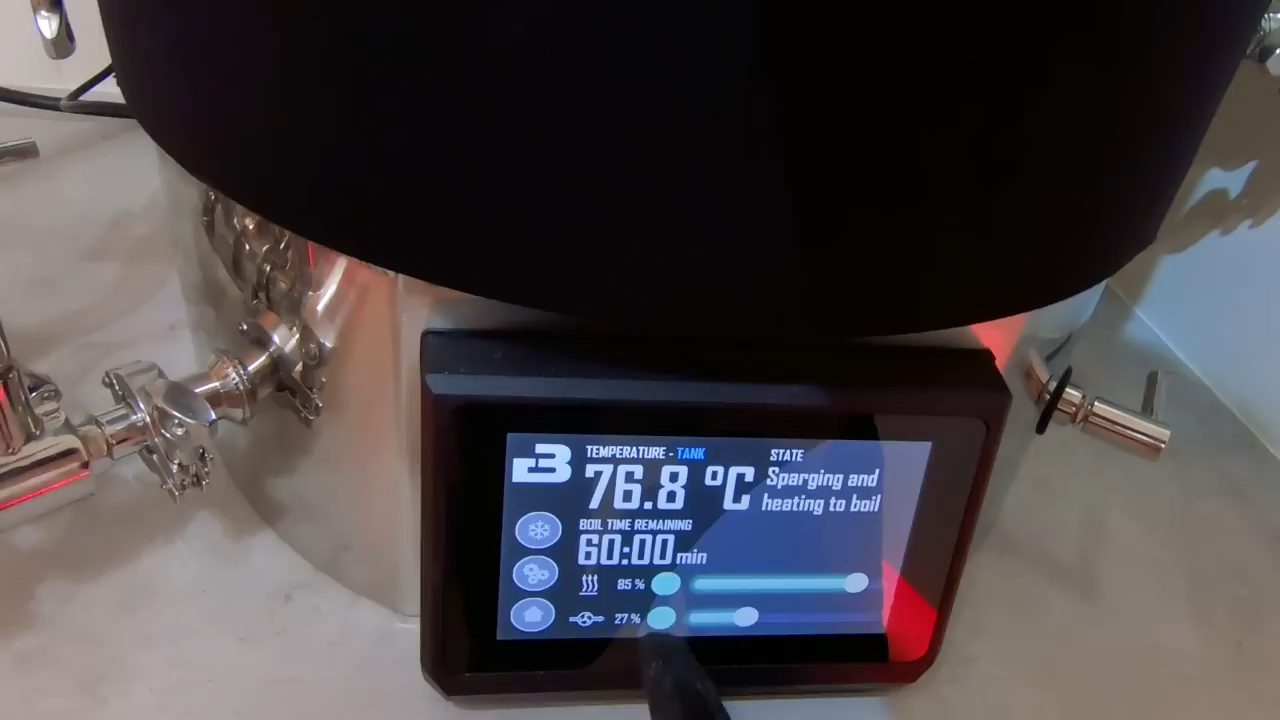 TEMPERATURE - TANK
76.8 °C
STATE
Sparging and
heating to boil
BOIL TIME REMAINING
60:00 min
85 %
27 %